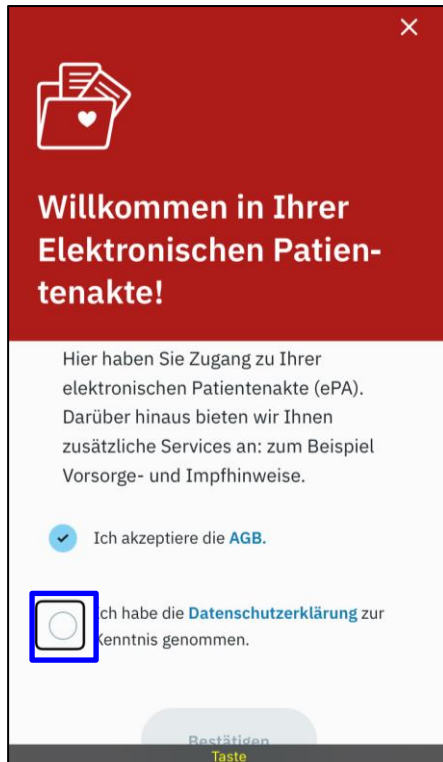 Willkommen in Ihrer
Elektronischen Patien-
tenakte!
Hier haben Sie Zugang zu Ihrer
elektronischen Patientenakte (ePA).
Darüber hinaus bieten wir Ihnen
zusätzliche Services an: zum Beispiel
Vorsorge- und Impfhinweise.
Ich akzeptiere die AGB.
Ich habe die Datenschutzerklärung zur
Kenntnis genommen.
Bestätigen
Taste